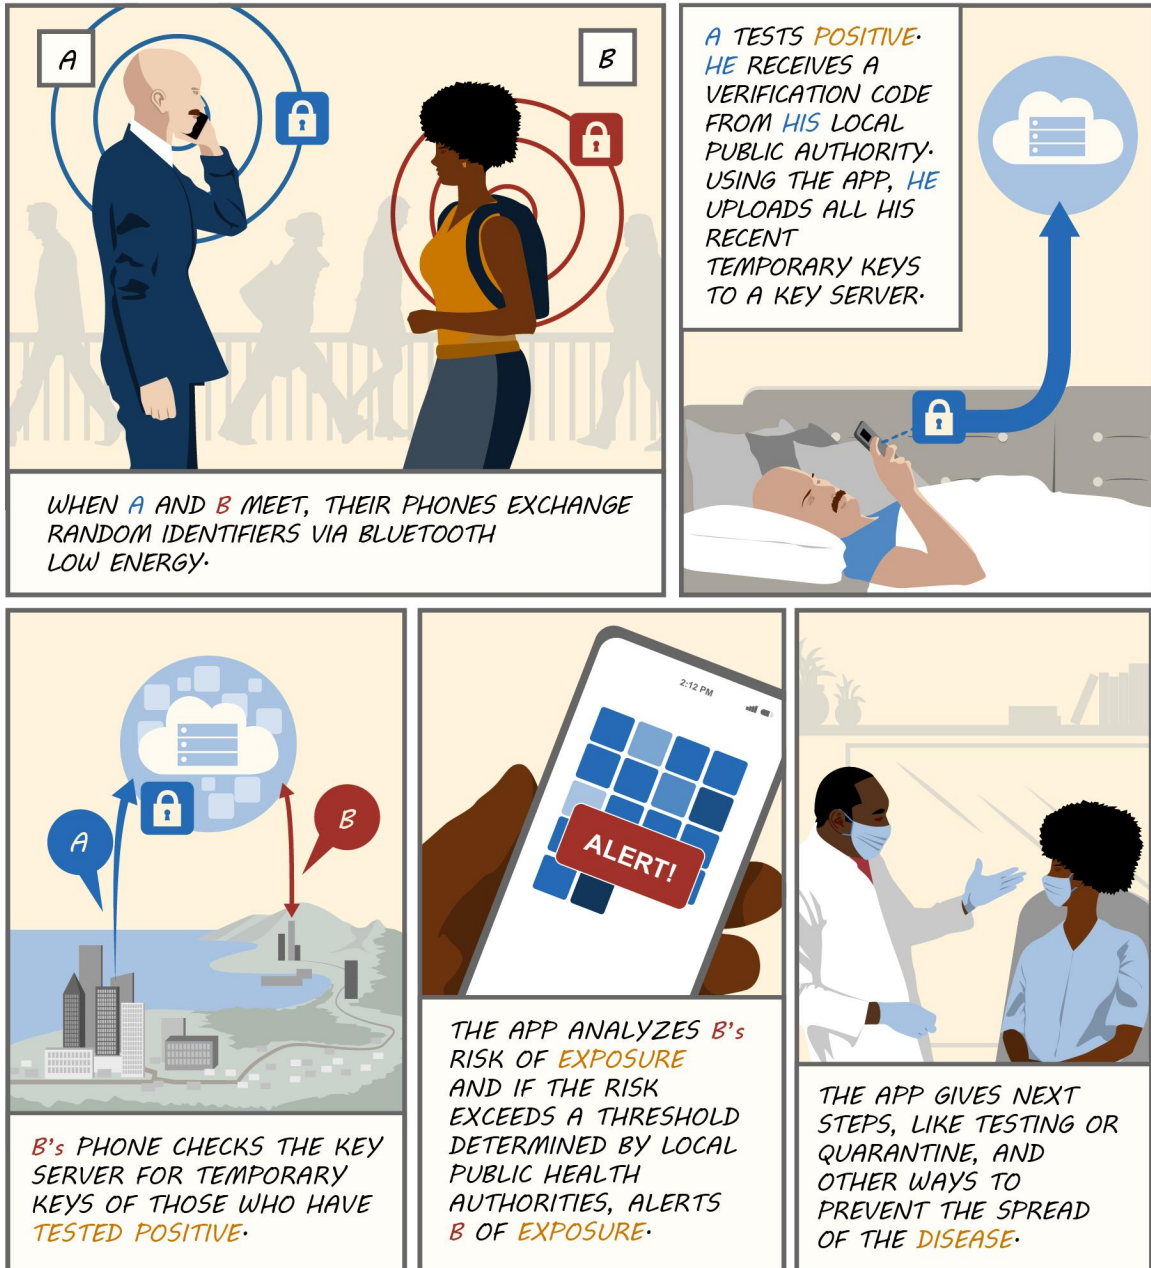 A
B
WHEN A AND B MEET, THEIR PHONES EXCHANGE
RANDOM IDENTIFIERS VIA BLUETOOTH
LOW ENERGY.
A TESTS POSITIVE.
HE RECEIVES A
VERIFICATION CODE
FROM HIS LOCAL
PUBLIC AUTHORITY.
USING THE APP, HE
UPLOADS ALL HIS
RECENT
TEMPORARY KEYS
TO A KEY SERVER.
A
B
B's PHONE CHECKS THE KEY
SERVER FOR TEMPORARY
KEYS OF THOSE WHO HAVE
TESTED POSITIVE.
2:12 PM
ALERT!
THE APP ANALYZES B's
RISK OF EXPOSURE
AND IF THE RISK
EXCEEDS A THRESHOLD
DETERMINED BY LOCAL
PUBLIC HEALTH
AUTHORITIES, ALERTS
B OF EXPOSURE.
THE APP GIVES NEXT
STEPS, LIKE TESTING OR
QUARANTINE, AND
OTHER WAYS TO
PREVENT THE SPREAD
OF THE DISEASE.